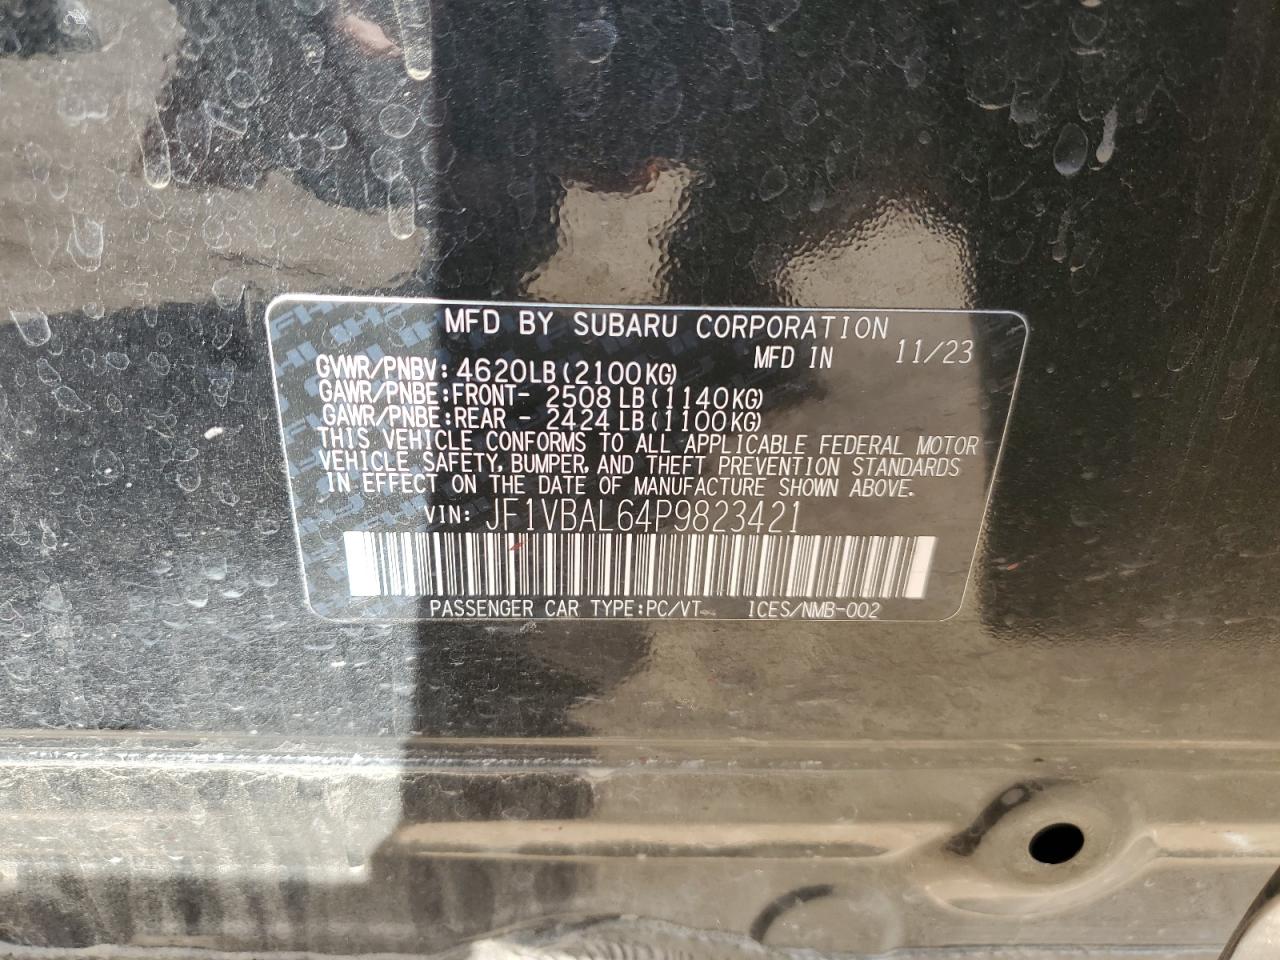 MFD BY SUBARU CORPORATION
MFD IN 11/23
GVWR/PNBV: 4620LB(2100KG)
GAWR/PNBE:FRONT- 2508 LB(1140KG)
GAWR/PNBE:REAR - 2424 LB(1100KG)
THIS VEHICLE CONFORMS TO ALL APPLICABLE FEDERAL MOTOR
VEHICLE SAFETY, BUMPER, AND THEFT PREVENTION STANDARDS
IN EFFECT ON THE DATE OF MANUFACTURE SHOWN ABOVE.
VIN: JF1VBAL64P9823421
PASSENGER CAR TYPE:PC/VT ICES/NMB-002